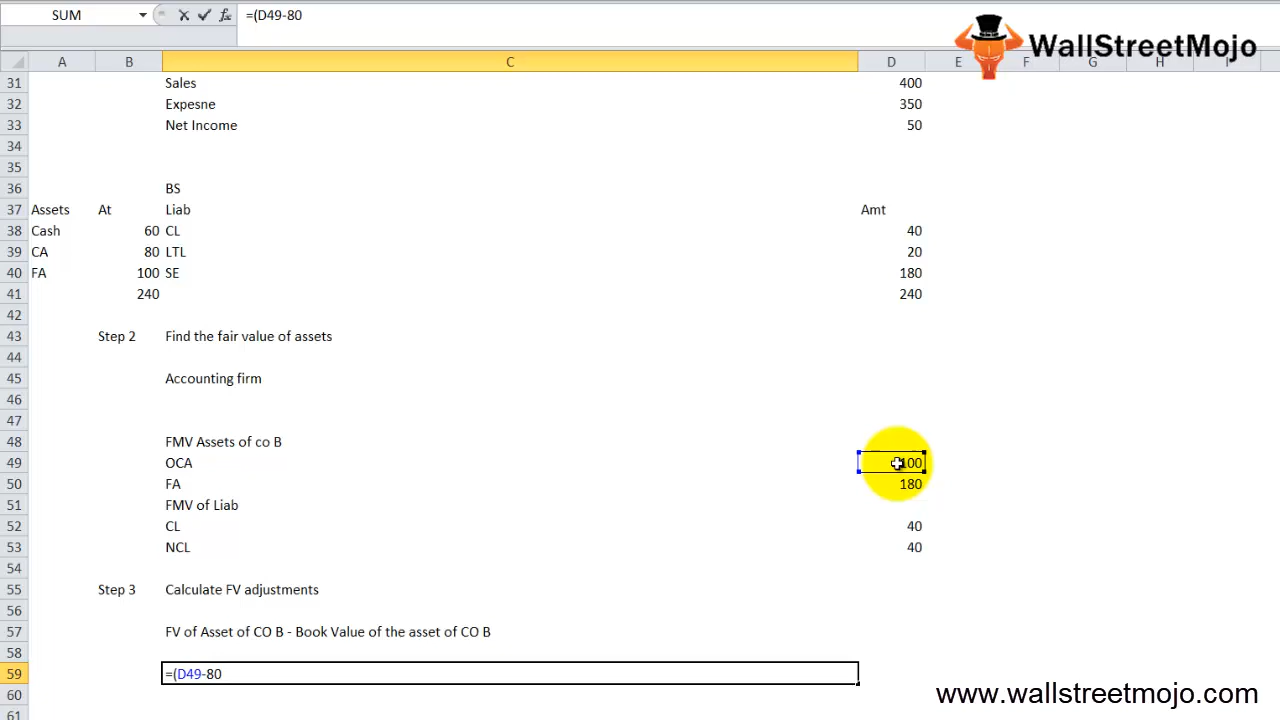 SUM =(D49-80
WallStreetMojo
A B C D E F G H I
31 Sales 400
32 Expesne 350
33 Net Income 50
34
35
36 BS
37 Assets At Liab Amt
38 Cash 60 CL 40
39 CA 80 LTL 20
40 FA 100 SE 180
41 240 240
42
43 Step 2 Find the fair value of assets
44
45 Accounting firm
46
47
48 FMV Assets of co B
49 OCA 100
50 FA 180
51 FMV of Liab
52 CL 40
53 NCL 40
54
55 Step 3 Calculate FV adjustments
56
57 FV of Asset of CO B - Book Value of the asset of CO B
58
59 =(D49-80
60
61
www.wallstreetmojo.com